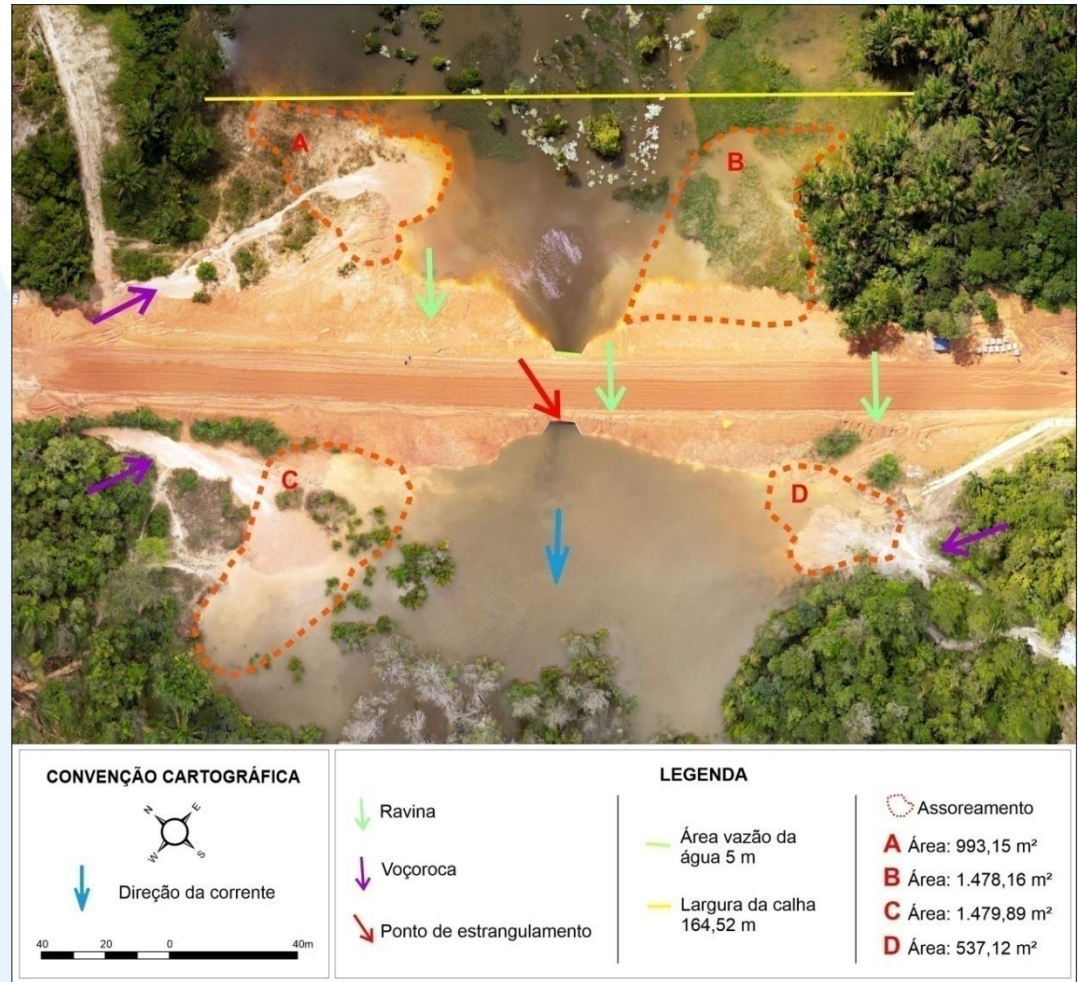 A
B
C
D
CONVENÇÃO CARTOGRÁFICA
N
E
W
S
Direção da corrente
40 20 0 40m
LEGENDA
Ravina
Voçoroca
Ponto de estrangulamento
Área vazão da
água 5 m
Largura da calha
164,52 m
Assoreamento
A Área: 993,15 m²
B Área: 1.478,16 m²
C Área: 1.479,89 m²
D Área: 537,12 m²